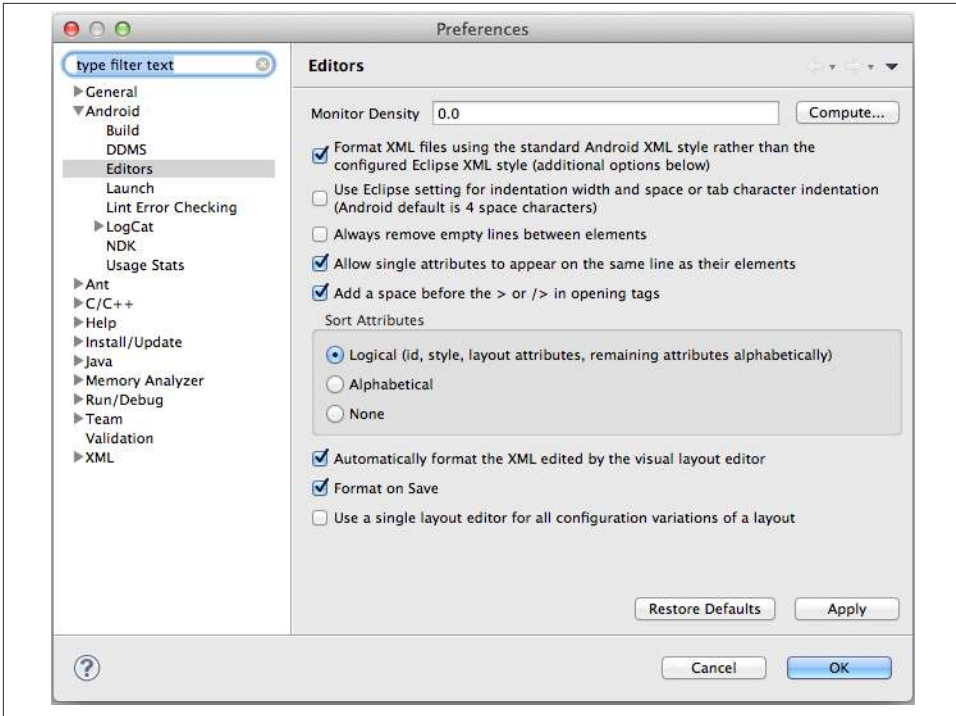 Preferences
type filter text
General
Android
Build
DDMS
Editors
Launch
Lint Error Checking
LogCat
NDK
Usage Stats
Ant
C/C++
Help
Install/Update
Java
Memory Analyzer
Run/Debug
Team
Validation
XML
Editors
Monitor Density 0.0 Compute...
Format XML files using the standard Android XML style rather than the
configured Eclipse XML style (additional options below)
Use Eclipse setting for indentation width and space or tab character indentation
(Android default is 4 space characters)
Always remove empty lines between elements
Allow single attributes to appear on the same line as their elements
Add a space before the > or /> in opening tags
Sort Attributes
Logical (id, style, layout attributes, remaining attributes alphabetically)
Alphabetical
None
Automatically format the XML edited by the visual layout editor
Format on Save
Use a single layout editor for all configuration variations of a layout
Restore Defaults Apply
? Cancel OK